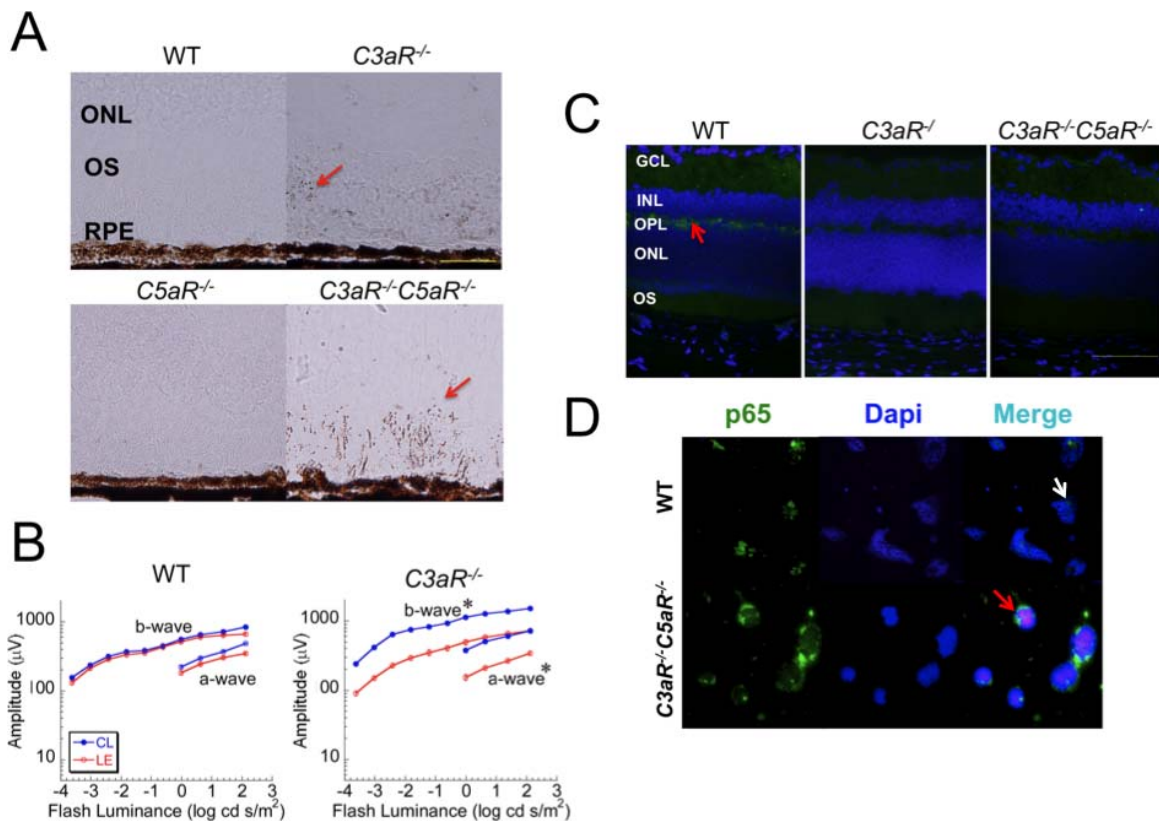 A
WT
C3aR-/-
ONL
OS
RPE
C5aR-/-
C3aR-/-C5aR-/-
B
WT
C3aR-/-
1000
100
10
Amplitude (μV)
b-wave
a-wave
CL
LE
-4 -3 -2 -1 0 1 2 3
Flash Luminance (log cd s/m2)
1000
00
10
Amplitude (μV)
b-wave*
a-wave*
-4 -3 -2 -1 0 1 2 3
Flash Luminance (log cd s/m2)
C
WT
C3aR-/
C3aR-/-C5aR-/-
GCL
INL
OPL
ONL
OS
D
p65
Dapi
Merge
WT
C3aR-/-C5aR-/-